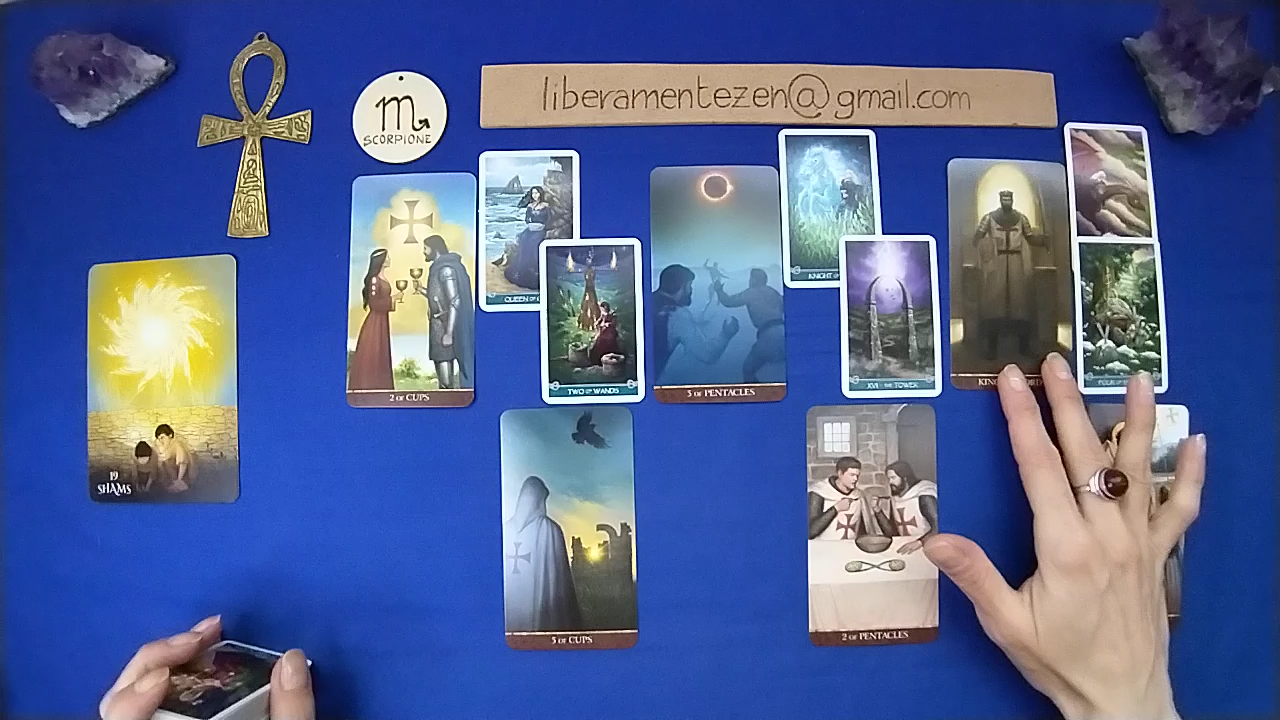 liberamentezen@gmail.com
SCORPIONE
QUEEN OF
KNIGHT
TWO OF WANDS
XVI - THE TOWER
2 OF CUPS
5 OF PENTACLES
FOUR OF
19
SHAMS
5 OF CUPS
2 OF PENTACLES